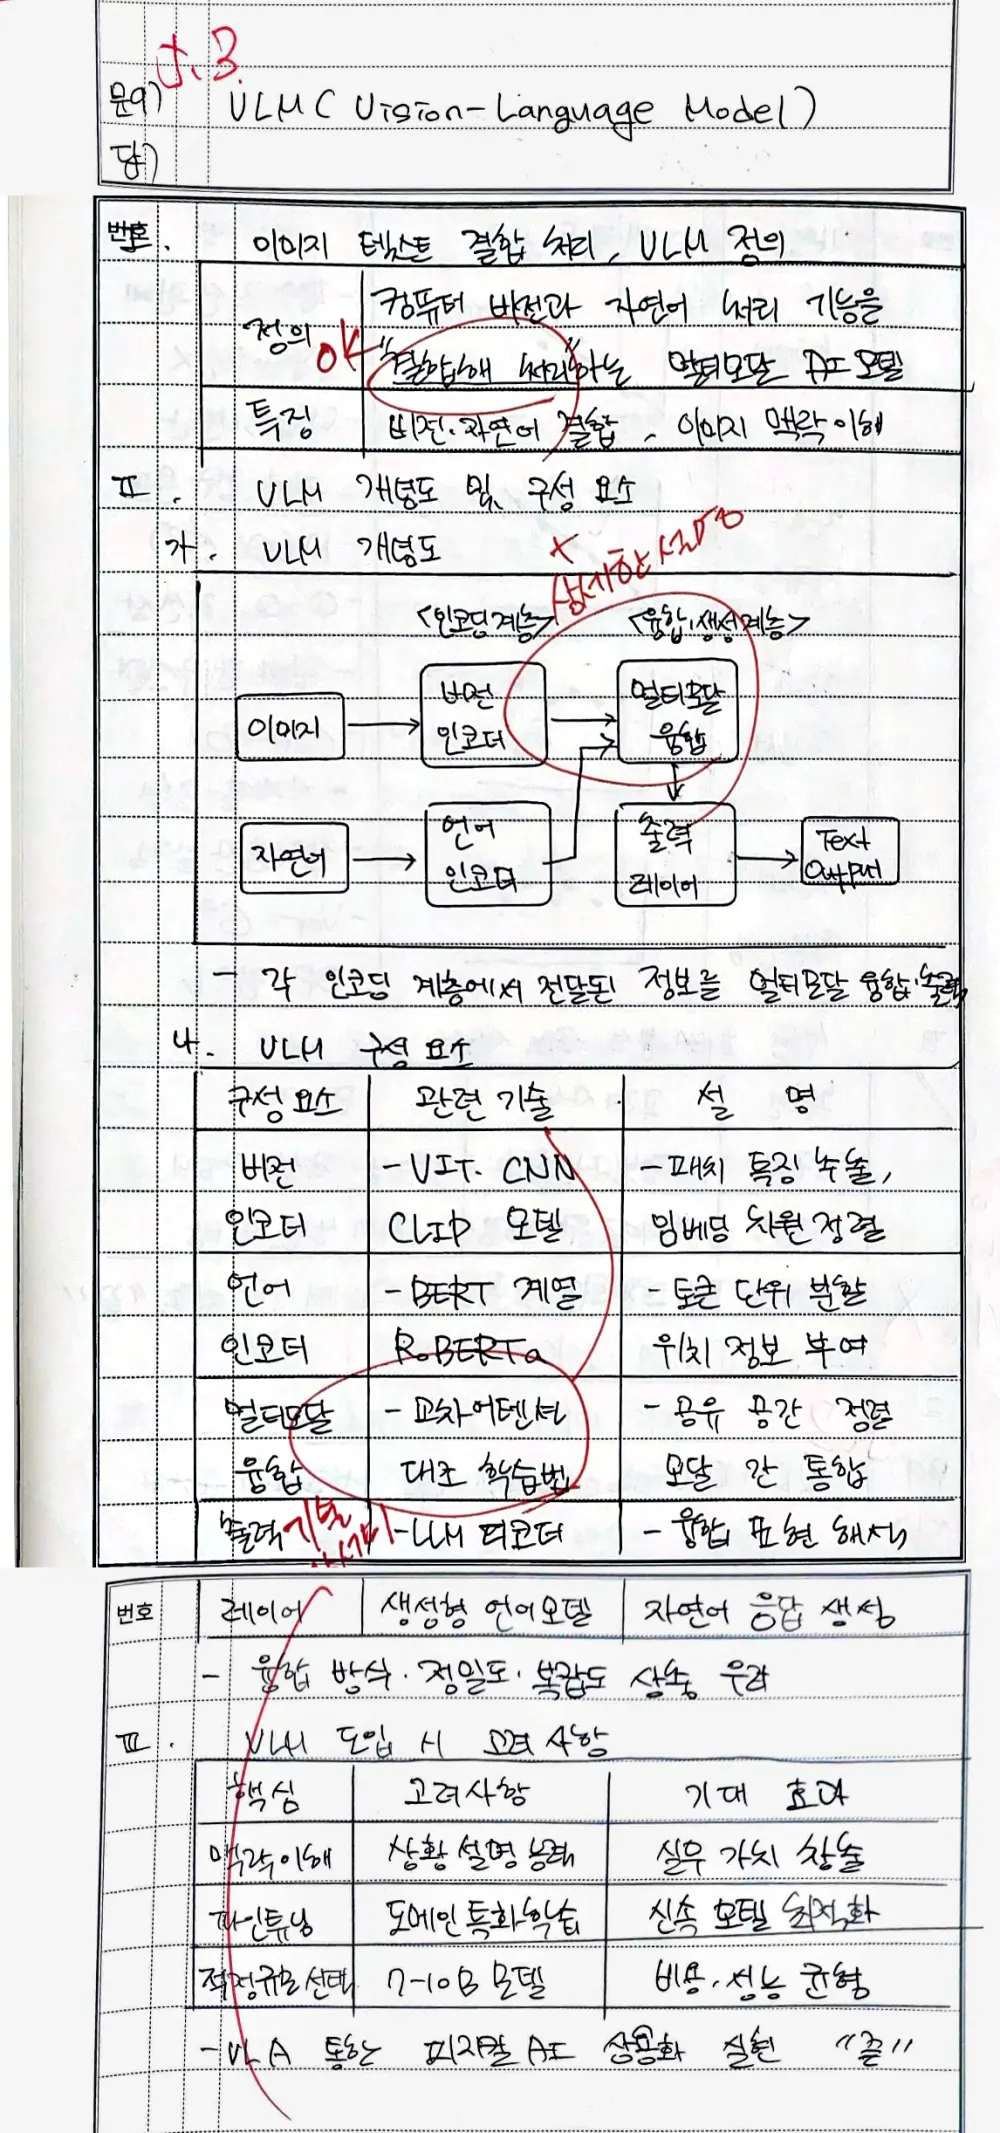 5.3
문9) VLM ( Vision-Language Model)
답)
번호 . 이미지 텍스트 결합 처리, VLM 정의
정의 OK 컴퓨터 비전과 자연어 처리 기능을
"결합해 처리"하는 멀티모달 AI 모델
특징 비전·자연어 결합, 이미지 맥락 이해
II . VLM 개념도 및 구성 요소
가. VLM 개념도
<인코딩계층> <융합·생성계층>
이미지 비전 인코더 멀티모달 융합
자연어 언어 인코더 출력 레이어 Text Output
- 각 인코딩 계층에서 전달된 정보를 멀티모달 융합·출력
나. VLM 구성 요소
구성요소 관련기술 설 명
비전 - ViT. CNN - 패치 특징 추출,
인코더 CLIP 모델 임베딩 차원 정렬
언어 - BERT 계열 - 토큰 단위 분할
인코더 RoBERTa 위치 정보 부여
멀티모달 - 교차어텐션 - 공유 공간 정렬
융합 대조 학습법 모달 간 통합
출력 - LLM 디코더 - 융합 표현 해석
번호 레이어 생성형 언어모델 자연어 응답 생성
- 융합 방식·정밀도·복잡도 상충 우려
III . VLM 도입 시 고려 사항
핵심 고려사항 기대 효과
맥락이해 상황 설명 능력 실무 가치 창출
파인튜닝 도메인 특화학습 신속 모델 최적화
적정규모선택 7-10B 모델 비용·성능 균형
- VLA 통한 피지컬 AI 상용화 실현 "끝"